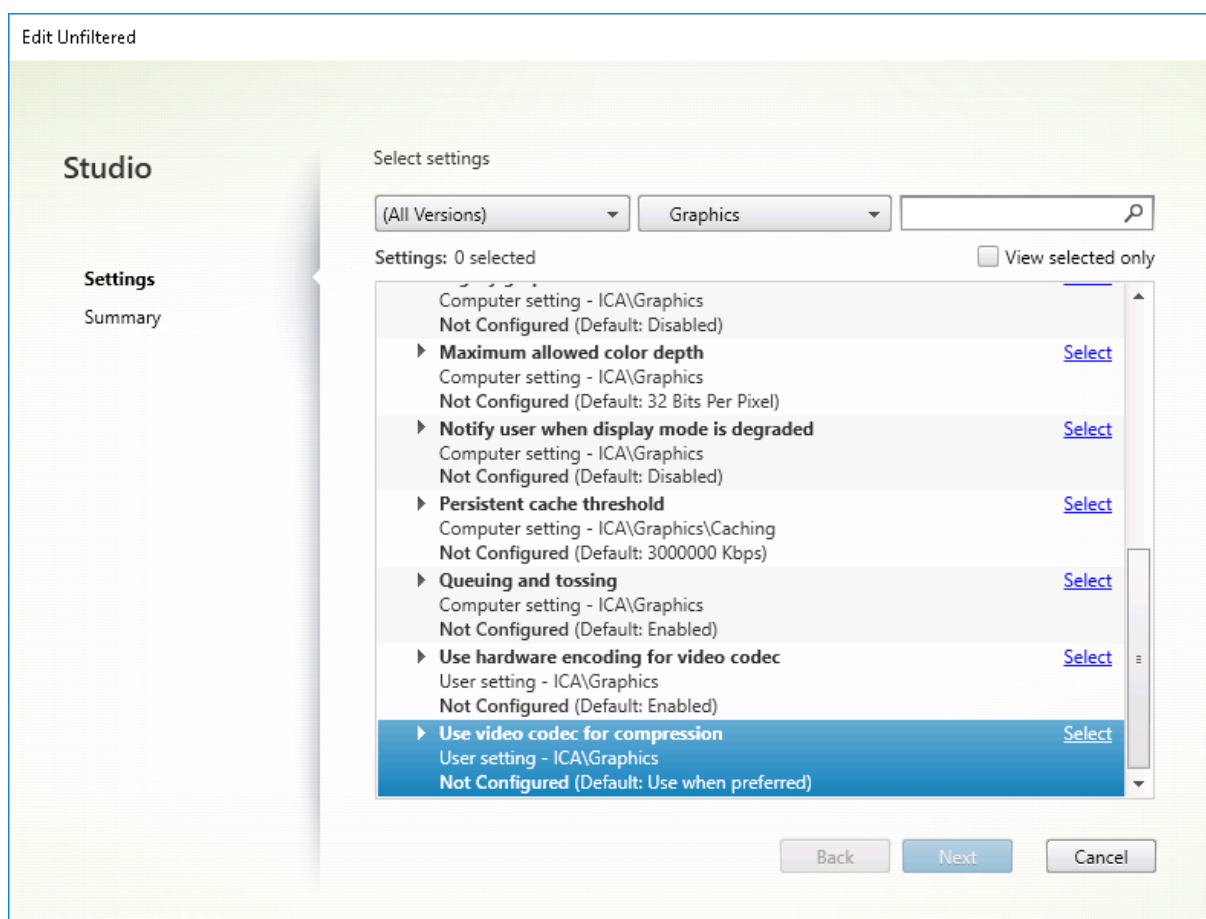 Edit Unfiltered
Studio
Settings
Summary
Select settings
(All Versions)
Graphics
Settings: 0 selected
View selected only
Computer setting - ICA\Graphics
Not Configured (Default: Disabled)
Maximum allowed color depth Select
Computer setting - ICA\Graphics
Not Configured (Default: 32 Bits Per Pixel)
Notify user when display mode is degraded Select
Computer setting - ICA\Graphics
Not Configured (Default: Disabled)
Persistent cache threshold Select
Computer setting - ICA\Graphics\Caching
Not Configured (Default: 3000000 Kbps)
Queuing and tossing Select
Computer setting - ICA\Graphics
Not Configured (Default: Enabled)
Use hardware encoding for video codec Select
User setting - ICA\Graphics
Not Configured (Default: Enabled)
Use video codec for compression Select
User setting - ICA\Graphics
Not Configured (Default: Use when preferred)
Back Next Cancel